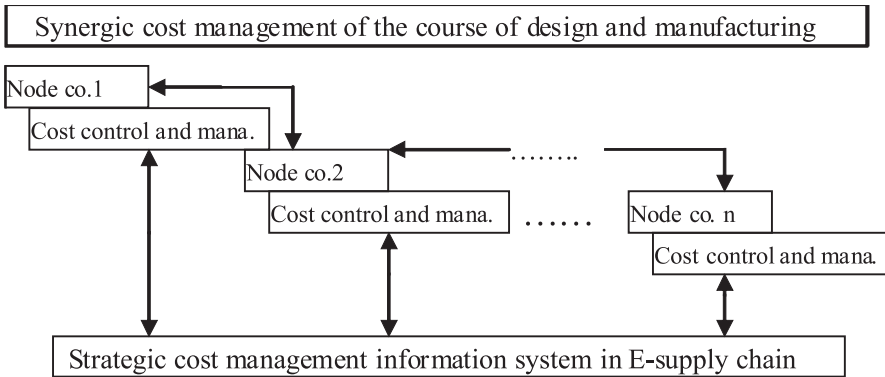 Synergic cost management of the course of design and manufacturing
Node co.1
Cost control and mana.
Node co.2
........
Cost control and mana.
......
Node co. n
Cost control and mana.
Strategic cost management information system in E-supply chain